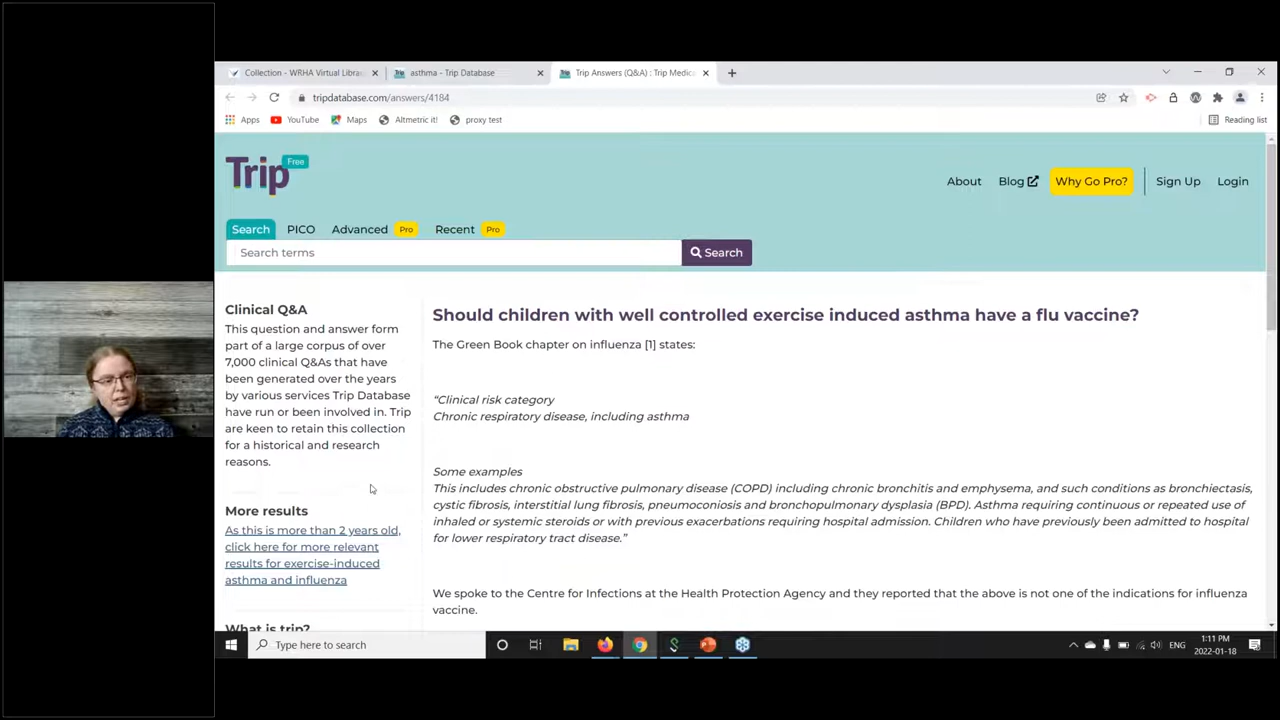 Collection - WRHA Virtual Libra
asthma - Trip Database
Trip Answers (Q&A) : Trip Medic
tripdatabase.com/answers/4184
Apps
YouTube
Maps
Altmetric it!
proxy test
Reading list
Trip
Free
About
Blog
Why Go Pro?
Sign Up
Login
Search
PICO
Advanced
Pro
Recent
Pro
Search terms
Search
Clinical Q&A
This question and answer form
part of a large corpus of over
7,000 clinical Q&As that have
been generated over the years
by various services Trip Database
have run or been involved in. Trip
are keen to retain this collection
for a historical and research
reasons.
More results
As this is more than 2 years old,
click here for more relevant
results for exercise-induced
asthma and influenza
What is trip?
Should children with well controlled exercise induced asthma have a flu vaccine?
The Green Book chapter on influenza [1] states:
“Clinical risk category
Chronic respiratory disease, including asthma
Some examples
This includes chronic obstructive pulmonary disease (COPD) including chronic bronchitis and emphysema, and such conditions as bronchiectasis,
cystic fibrosis, interstitial lung fibrosis, pneumoconiosis and bronchopulmonary dysplasia (BPD). Asthma requiring continuous or repeated use of
inhaled or systemic steroids or with previous exacerbations requiring hospital admission. Children who have previously been admitted to hospital
for lower respiratory tract disease.”
We spoke to the Centre for Infections at the Health Protection Agency and they reported that the above is not one of the indications for influenza
vaccine.
Type here to search
ENG
1:11 PM
2022-01-18